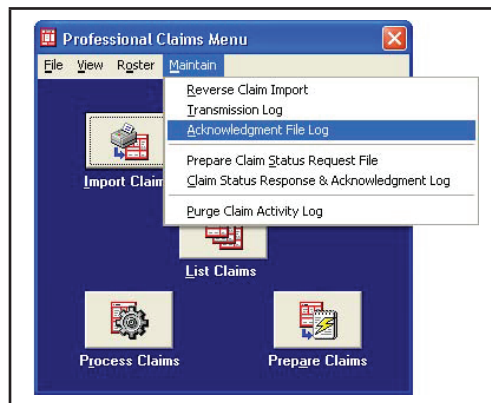 Professional Claims Menu
File View Roster Maintain
Reverse Claim Import
Transmission Log
Acknowledgment File Log
Prepare Claim Status Request File
Claim Status Response & Acknowledgment Log
Purge Claim Activity Log
Import Claim
List Claims
Process Claims
Prepare Claims